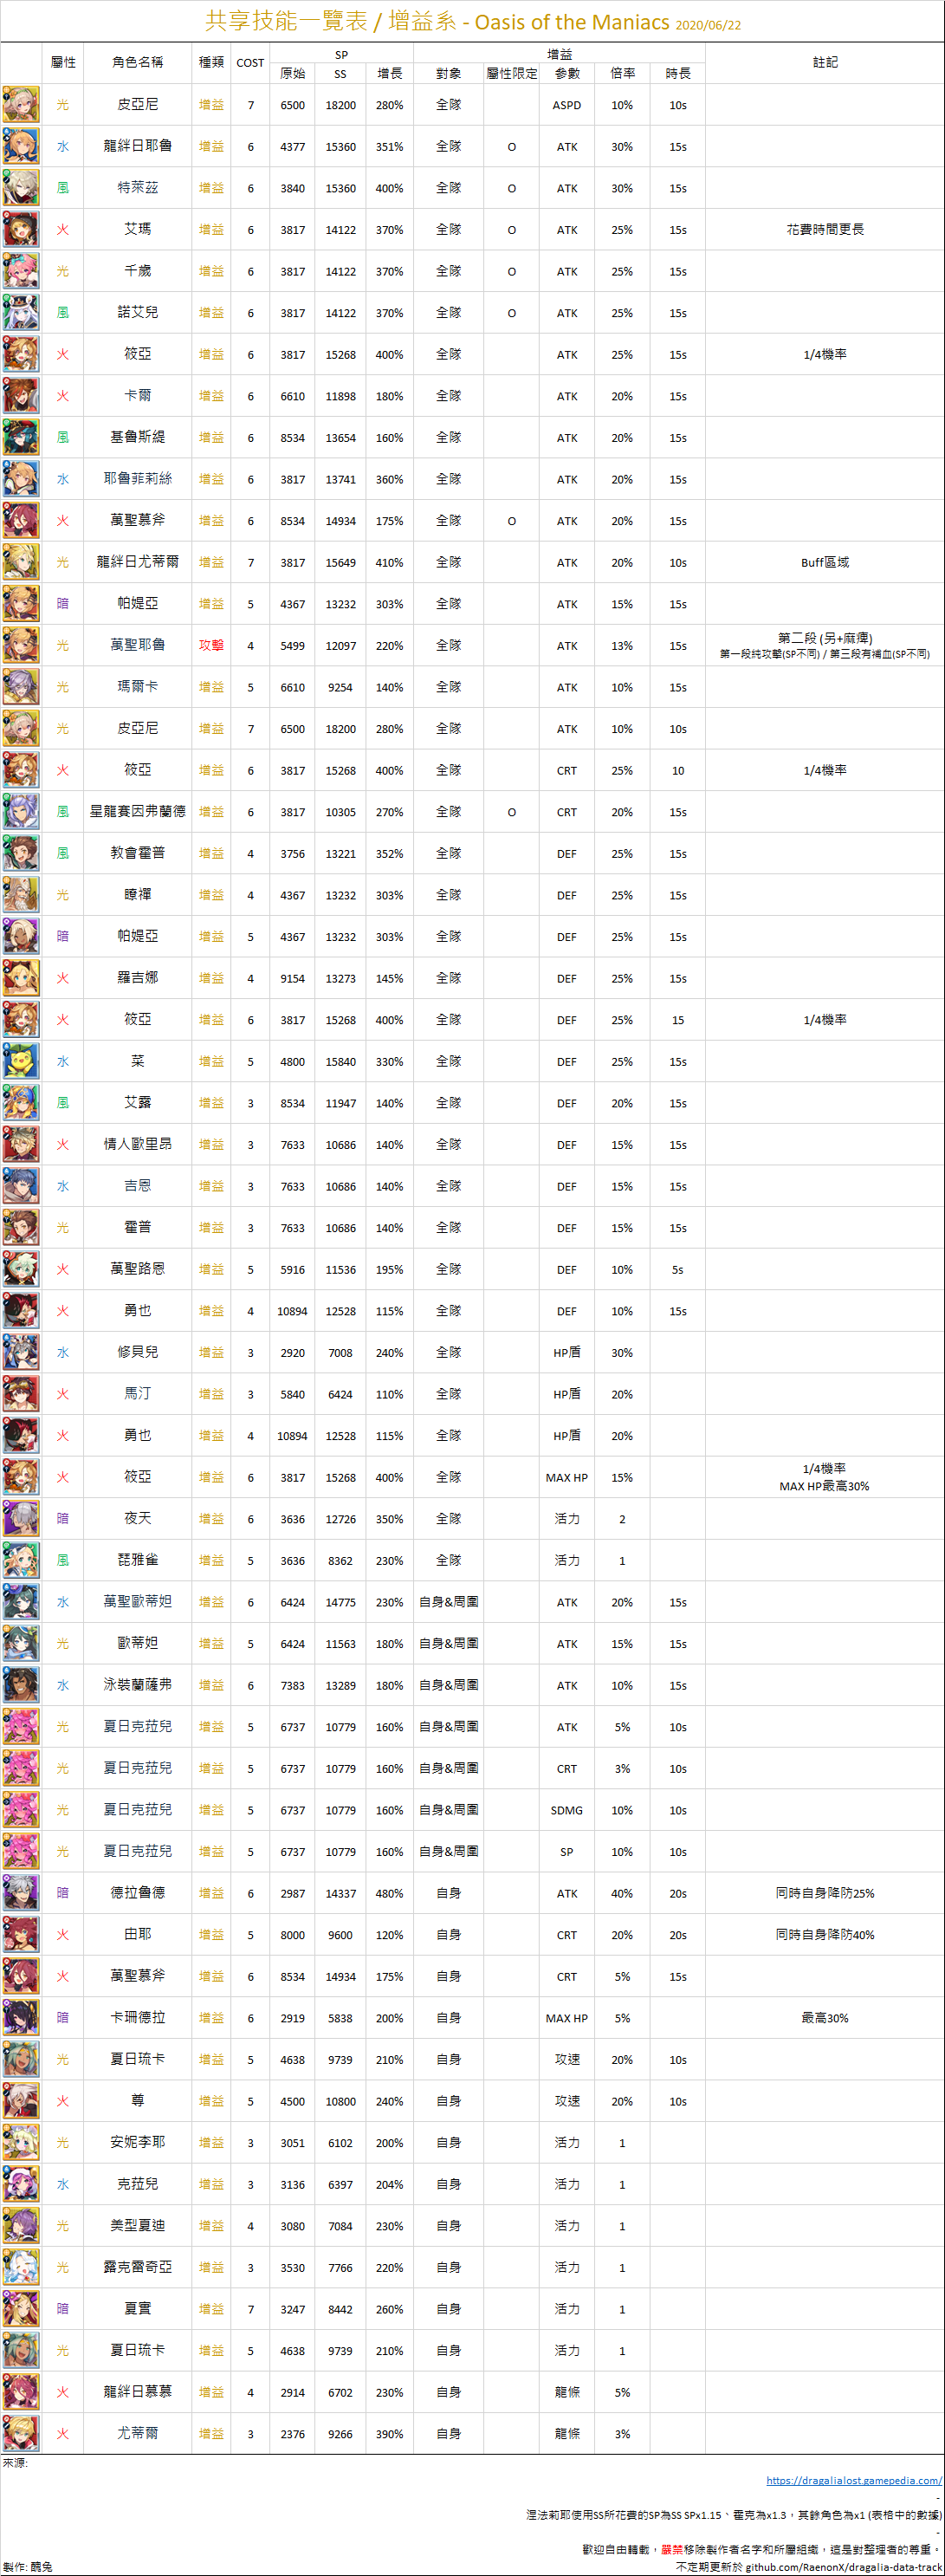 共享技能一覽表 / 增益系 - Oasis of the Maniacs 2020/06/22
屬性 角色名稱 種類 COST SP 增益 註記
原始 SS 增長 對象 屬性限定 參數 倍率 時長
光 皮亞尼 增益 7 6500 18200 280% 全隊 ASPD 10% 10s
水 龍絆日耶魯 增益 6 4377 15360 351% 全隊 O ATK 30% 15s
風 特萊茲 增益 6 3840 15360 400% 全隊 O ATK 30% 15s
火 艾瑪 增益 6 3817 14122 370% 全隊 O ATK 25% 15s 花費時間更長
光 千歲 增益 6 3817 14122 370% 全隊 O ATK 25% 15s
風 諾艾兒 增益 6 3817 14122 370% 全隊 O ATK 25% 15s
火 筱亞 增益 6 3817 15268 400% 全隊 ATK 25% 15s 1/4機率
火 卡爾 增益 6 6610 11898 180% 全隊 ATK 20% 15s
風 基魯斯緹 增益 6 8534 13654 160% 全隊 ATK 20% 15s
水 耶魯菲莉絲 增益 6 3817 13741 360% 全隊 ATK 20% 15s
火 萬聖慕斧 增益 6 8534 14934 175% 全隊 O ATK 20% 15s
光 龍絆日尤蒂爾 增益 7 3817 15649 410% 全隊 ATK 20% 10s Buff區域
暗 帕媞亞 增益 5 4367 13232 303% 全隊 ATK 15% 15s
光 萬聖耶魯 攻擊 4 5499 12097 220% 全隊 ATK 13% 15s 第二段 (另+麻痺)
第一段純攻擊(SP不同) / 第三段有補血(SP不同)
光 瑪爾卡 增益 5 6610 9254 140% 全隊 ATK 10% 15s
光 皮亞尼 增益 7 6500 18200 280% 全隊 ATK 10% 10s
火 筱亞 增益 6 3817 15268 400% 全隊 CRT 25% 10 1/4機率
風 星龍賽因弗蘭德 增益 6 3817 10305 270% 全隊 O CRT 20% 15s
風 教會霍普 增益 4 3756 13221 352% 全隊 DEF 25% 15s
光 瞭禪 增益 4 4367 13232 303% 全隊 DEF 25% 15s
暗 帕媞亞 增益 5 4367 13232 303% 全隊 DEF 25% 15s
火 羅吉娜 增益 4 9154 13273 145% 全隊 DEF 25% 15s
火 筱亞 增益 6 3817 15268 400% 全隊 DEF 25% 15 1/4機率
水 菜 增益 5 4800 15840 330% 全隊 DEF 25% 15s
風 艾露 增益 3 8534 11947 140% 全隊 DEF 20% 15s
火 情人歐里昂 增益 3 7633 10686 140% 全隊 DEF 15% 15s
水 吉恩 增益 3 7633 10686 140% 全隊 DEF 15% 15s
光 霍普 增益 3 7633 10686 140% 全隊 DEF 15% 15s
火 萬聖路恩 增益 5 5916 11536 195% 全隊 DEF 10% 5s
火 勇也 增益 4 10894 12528 115% 全隊 DEF 10% 15s
水 修貝兒 增益 3 2920 7008 240% 全隊 HP盾 30%
火 馬汀 增益 3 5840 6424 110% 全隊 HP盾 20%
火 勇也 增益 4 10894 12528 115% 全隊 HP盾 20%
火 筱亞 增益 6 3817 15268 400% 全隊 MAX HP 15% 1/4機率
MAX HP最高30%
暗 夜天 增益 6 3636 12726 350% 全隊 活力 2
風 琵雅雀 增益 5 3636 8362 230% 全隊 活力 1
水 萬聖歐蒂妲 增益 6 6424 14775 230% 自身&周圍 ATK 20% 15s
光 歐蒂妲 增益 5 6424 11563 180% 自身&周圍 ATK 15% 15s
水 泳裝蘭薩弗 增益 6 7383 13289 180% 自身&周圍 ATK 10% 15s
光 夏日克菈兒 增益 5 6737 10779 160% 自身&周圍 ATK 5% 10s
光 夏日克菈兒 增益 5 6737 10779 160% 自身&周圍 CRT 3% 10s
光 夏日克菈兒 增益 5 6737 10779 160% 自身&周圍 SDMG 10% 10s
光 夏日克菈兒 增益 5 6737 10779 160% 自身&周圍 SP 10% 10s
暗 德拉魯德 增益 6 2987 14337 480% 自身 ATK 40% 20s 同時自身降防25%
火 由耶 增益 5 8000 9600 120% 自身 CRT 20% 20s 同時自身降防40%
火 萬聖慕斧 增益 6 8534 14934 175% 自身 CRT 5% 15s
暗 卡珊德拉 增益 6 2919 5838 200% 自身 MAX HP 5% 最高30%
光 夏日琉卡 增益 5 4638 9739 210% 自身 攻速 20% 10s
火 尊 增益 5 4500 10800 240% 自身 攻速 20% 10s
光 安妮李耶 增益 3 3051 6102 200% 自身 活力 1
水 克菈兒 增益 3 3136 6397 204% 自身 活力 1
光 美型夏迪 增益 4 3080 7084 230% 自身 活力 1
光 露克雷奇亞 增益 3 3530 7766 220% 自身 活力 1
暗 夏實 增益 7 3247 8442 260% 自身 活力 1
光 夏日琉卡 增益 5 4638 9739 210% 自身 活力 1
火 龍絆日慕慕 增益 4 2914 6702 230% 自身 龍條 5%
火 尤蒂爾 增益 3 2376 9266 390% 自身 龍條 3%
來源:
https://dragalialost.gamepedia.com/
-
涅法莉耶使用SS所花費的SP為SS SPx1.15、霍克為x1.3，其餘角色為x1 (表格中的數據)
-
歡迎自由轉載，嚴禁移除製作者名字和所屬組織，這是對整理者的尊重。
製作: 醜兔 不定期更新於 github.com/RaenonX/dragalia-data-track